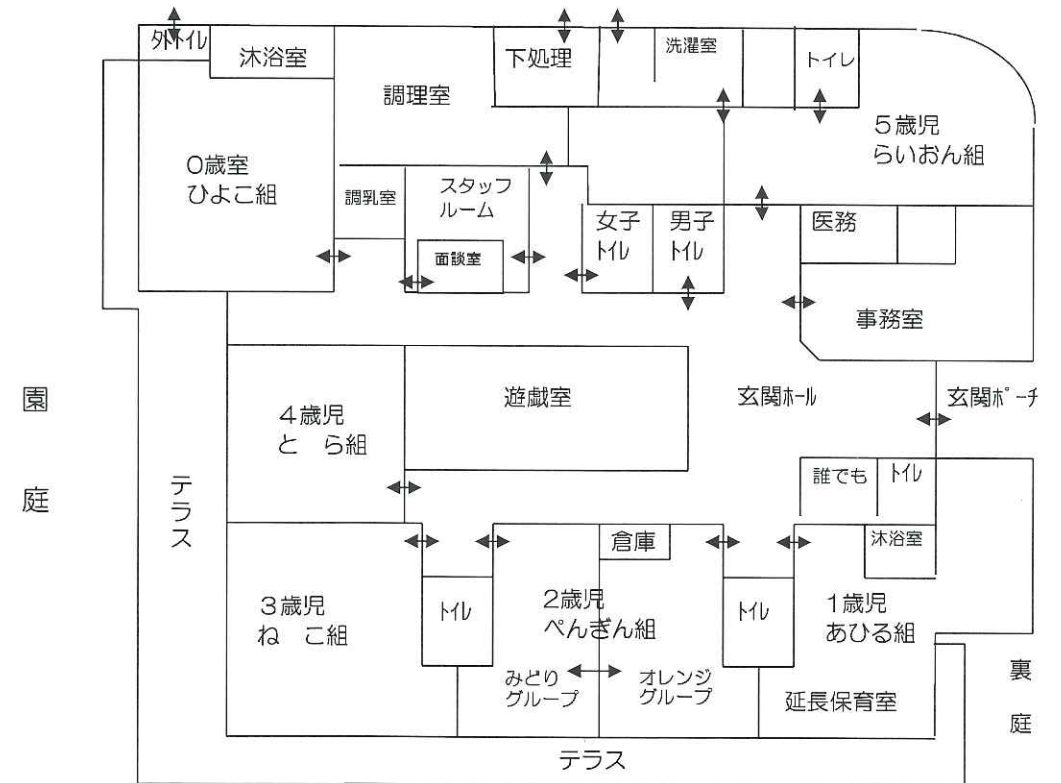 外トイレ
沐浴室
調理室
下処理
洗濯室
トイレ
5歳児
らいおん組
0歳室
ひよこ組
調乳室
スタッフ
ルーム
面談室
女子
トイレ
男子
トイレ
医務
事務室
園庭
テラス
4歳児
と ら組
遊戯室
玄関ホール
玄関ポーチ
誰でも
トイレ
沐浴室
3歳児
ね こ組
トイレ
2歳児
ぺんぎん組
倉庫
みどり
グループ
オレンジ
グループ
トイレ
1歳児
あひる組
延長保育室
裏庭
テラス